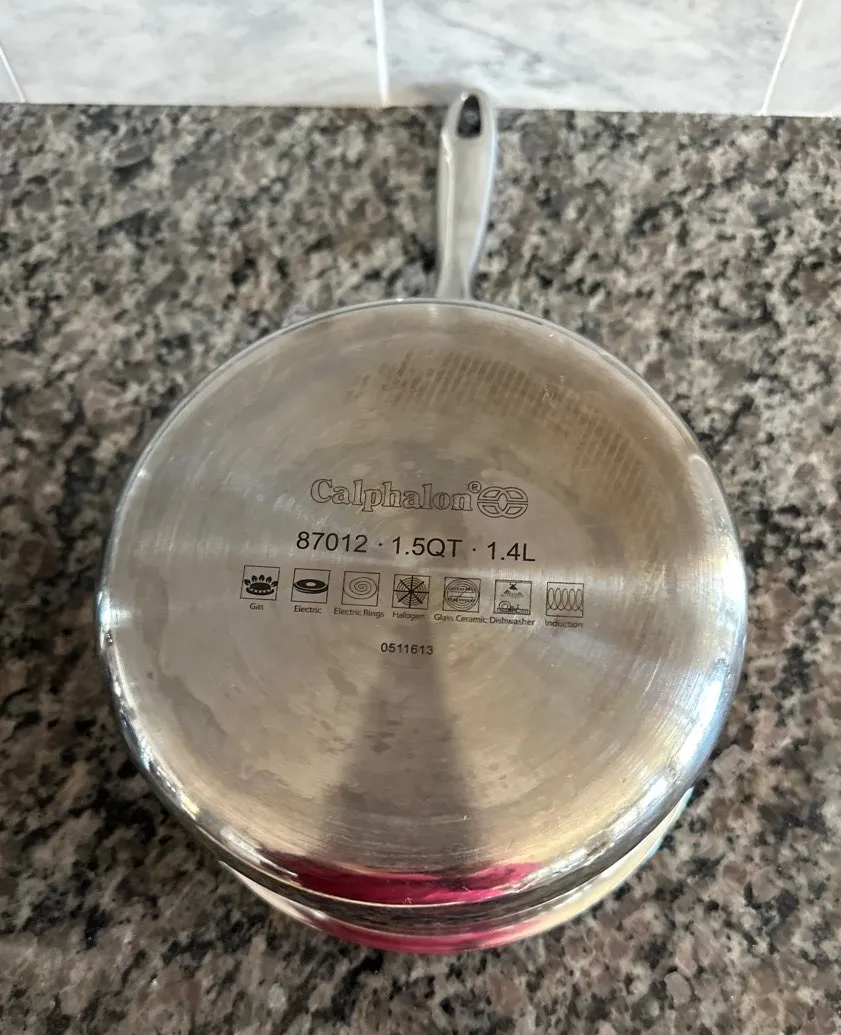 Calphalon®
87012 · 1.5QT · 1.4L
Gas Electric Electric Rings Halogen Glass Ceramic Dishwasher Induction
0511613